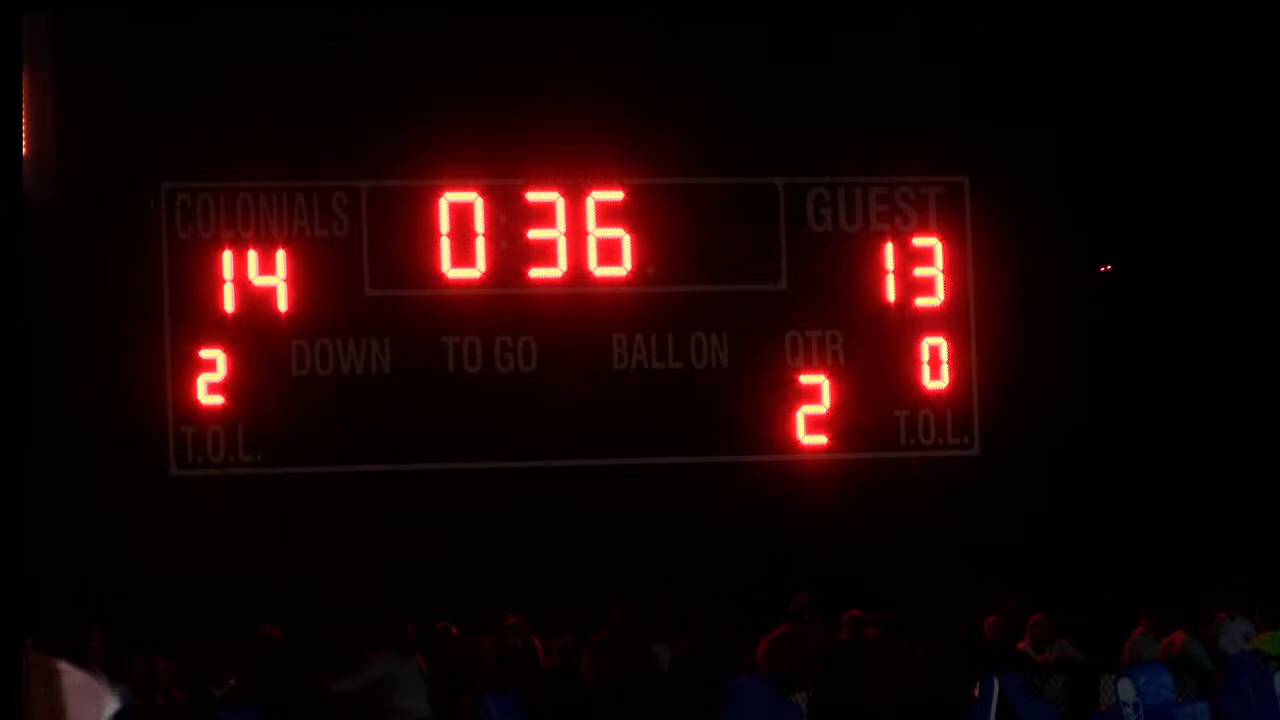 COLONIALS 0:36 GUEST
14 13
DOWN TO GO BALL ON QTR
2 2 0
T.O.L. T.O.L.